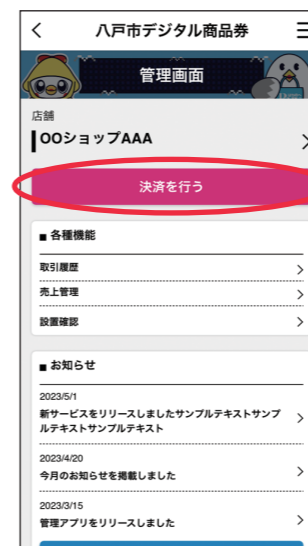 八戸市デジタル商品券
管理画面
店舗
OOショップAAA
決済を行う
■ 各種機能
取引履歴
売上管理
設置確認
■ お知らせ
2023/5/1
新サービスをリリースしましたサンプルテキストサンプ
ルテキストサンプルテキスト
2023/4/20
今月のお知らせを掲載しました
2023/3/15
管理アプリをリリースしました